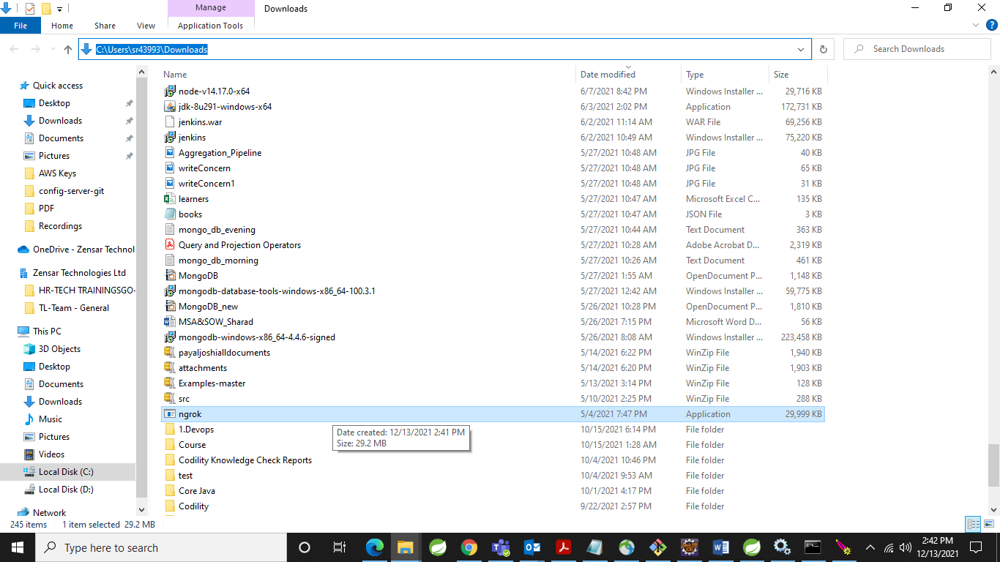 Manage
Downloads
File
Home
Share
View
Application Tools
C:\Users\sr43993\Downloads
Search Downloads
Name
Date modified
Type
Size
Quick access
Desktop
Downloads
Documents
Pictures
AWS Keys
config-server-git
PDF
Recordings
OneDrive - Zensar Technol
Zensar Technologies Ltd
HR-TECH TRAININGSGO-
TL-Team - General
This PC
3D Objects
Desktop
Documents
Downloads
Music
Pictures
Videos
Local Disk (C:)
Local Disk (D:)
Network
node-v14.17.0-x64 6/7/2021 8:42 PM Windows Installer ... 29,716 KB
jdk-8u291-windows-x64 6/3/2021 2:02 PM Application 172,731 KB
jenkins.war 6/2/2021 11:14 AM WAR File 69,256 KB
jenkins 6/2/2021 10:49 AM Windows Installer ... 75,220 KB
Aggregation_Pipeline 5/27/2021 10:48 AM JPG File 40 KB
writeConcern 5/27/2021 10:48 AM JPG File 65 KB
writeConcern1 5/27/2021 10:48 AM JPG File 31 KB
learners 5/27/2021 10:47 AM Microsoft Excel C... 135 KB
books 5/27/2021 10:47 AM JSON File 3 KB
mongo_db_evening 5/27/2021 10:44 AM Text Document 363 KB
Query and Projection Operators 5/27/2021 10:28 AM Adobe Acrobat D... 2,319 KB
mongo_db_morning 5/27/2021 10:26 AM Text Document 461 KB
MongoDB 5/27/2021 1:55 AM OpenDocument P... 1,148 KB
mongodb-database-tools-windows-x86_64-100.3.1 5/27/2021 12:42 AM Windows Installer ... 59,775 KB
MongoDB_new 5/26/2021 10:28 PM OpenDocument P... 1,810 KB
MSA&SOW_Sharad 5/26/2021 7:15 PM Microsoft Word D... 56 KB
mongodb-windows-x86_64-4.4.6-signed 5/26/2021 8:08 AM Windows Installer ... 223,458 KB
payaljoshialldocuments 5/14/2021 6:22 PM WinZip File 1,940 KB
attachments 5/14/2021 6:20 PM WinZip File 1,903 KB
Examples-master 5/13/2021 3:14 PM WinZip File 128 KB
src 5/10/2021 2:25 PM WinZip File 288 KB
ngrok 5/4/2021 7:47 PM Application 29,999 KB
1.Devops 10/15/2021 6:14 PM File folder
Course 10/15/2021 1:28 AM File folder
Codility Knowledge Check Reports 10/4/2021 10:46 PM File folder
test 10/4/2021 9:53 AM File folder
Core Java 10/1/2021 4:17 PM File folder
Codility 9/22/2021 2:57 PM File folder
Date created: 12/13/2021 2:41 PM
Size: 29.2 MB
245 items
1 item selected 29.2 MB
Type here to search
2:42 PM
12/13/2021